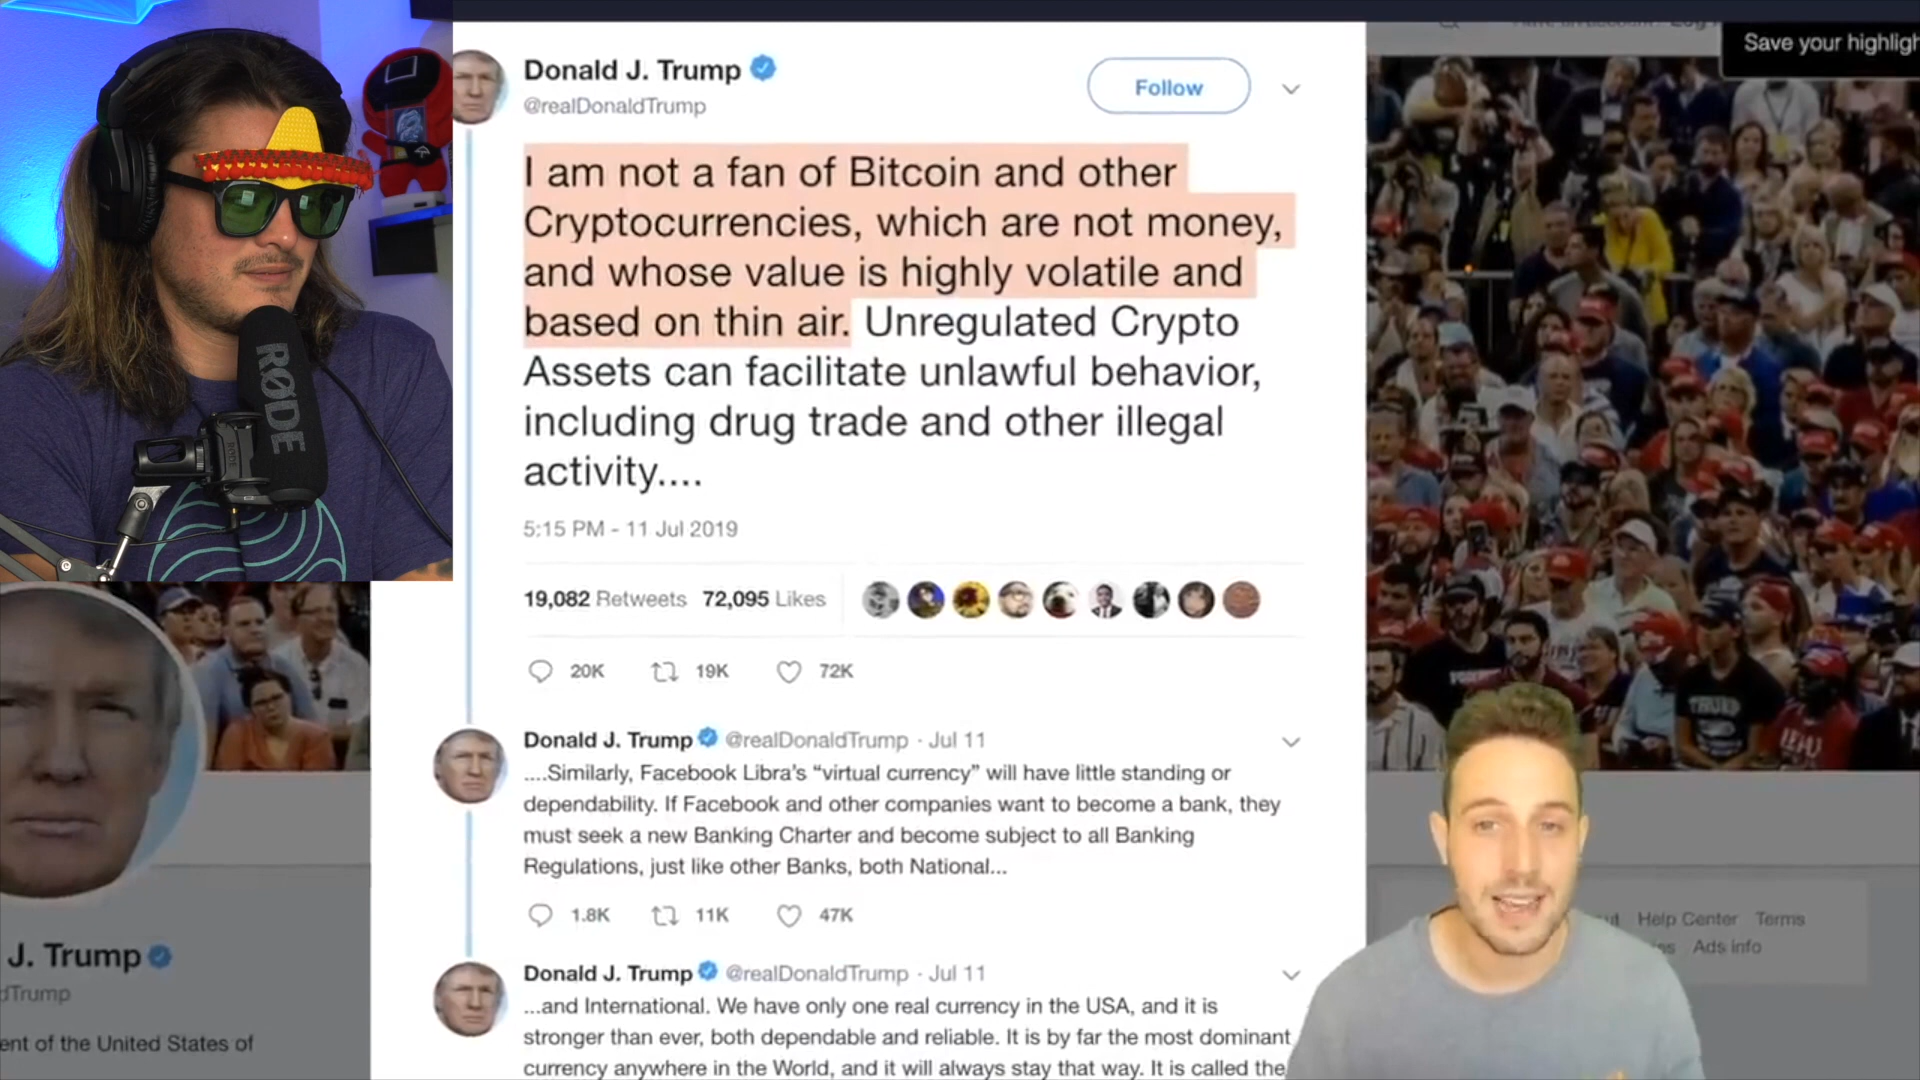 Save your highligh
Donald J. Trump
@realDonaldTrump
Follow
I am not a fan of Bitcoin and other
Cryptocurrencies, which are not money,
and whose value is highly volatile and
based on thin air. Unregulated Crypto
Assets can facilitate unlawful behavior,
including drug trade and other illegal
activity....
5:15 PM - 11 Jul 2019
19,082 Retweets 72,095 Likes
20K 19K 72K
Donald J. Trump @realDonaldTrump · Jul 11
....Similarly, Facebook Libra's “virtual currency” will have little standing or
dependability. If Facebook and other companies want to become a bank, they
must seek a new Banking Charter and become subject to all Banking
Regulations, just like other Banks, both National...
1.8K 11K 47K
Donald J. Trump @realDonaldTrump · Jul 11
...and International. We have only one real currency in the USA, and it is
stronger than ever, both dependable and reliable. It is by far the most dominant
currency anywhere in the World, and it will always stay that way. It is called the
RØDE
RØDE
J. Trump
dTrump
ent of the United States of
TRUMP
Help Center Terms
Ads info